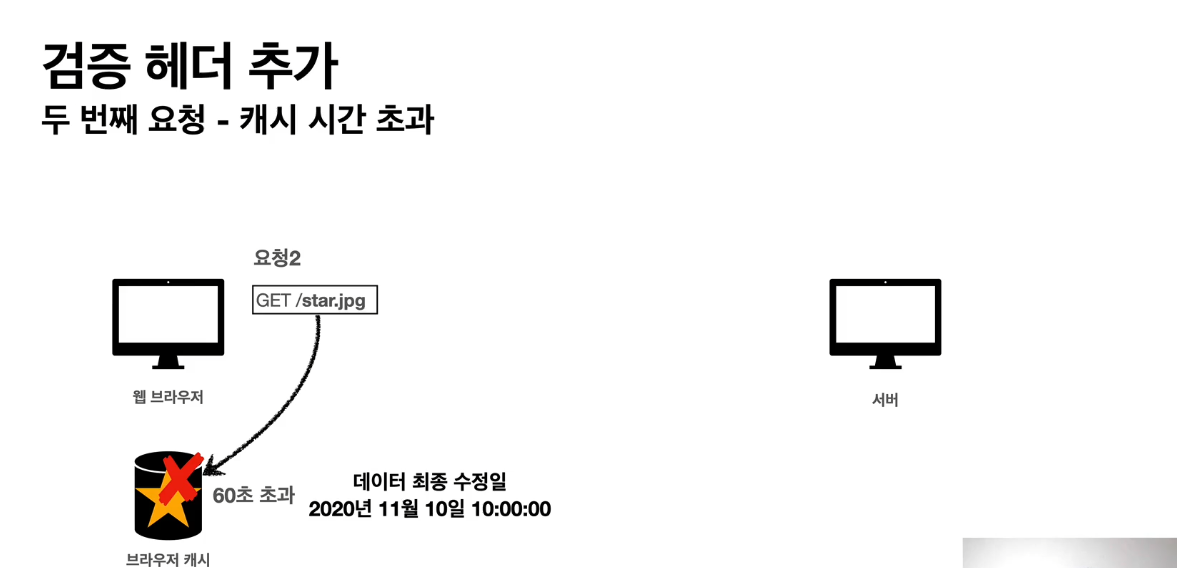 검증 헤더 추가
두 번째 요청 - 캐시 시간 초과
요청2
GET /star.jpg
웹 브라우저
서버
60초 초과
데이터 최종 수정일
2020년 11월 10일 10:00:00
브라우저 캐시